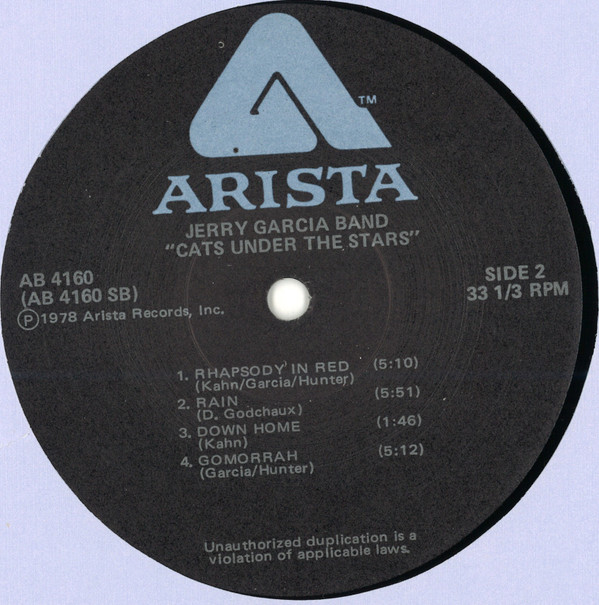 TM
ARISTA
JERRY GARCIA BAND
"CATS UNDER THE STARS"
AB 4160
(AB 4160 SB)
Ⓟ1978 Arista Records, Inc.
SIDE 2
33 1/3 RPM
1. RHAPSODY IN RED (5:10)
(Kahn/Garcia/Hunter)
2. RAIN (5:51)
(D. Godchaux)
3. DOWN HOME (1:46)
(Kahn)
4. GOMORRAH (5:12)
(Garcia/Hunter)
Unauthorized duplication is a
violation of applicable laws.